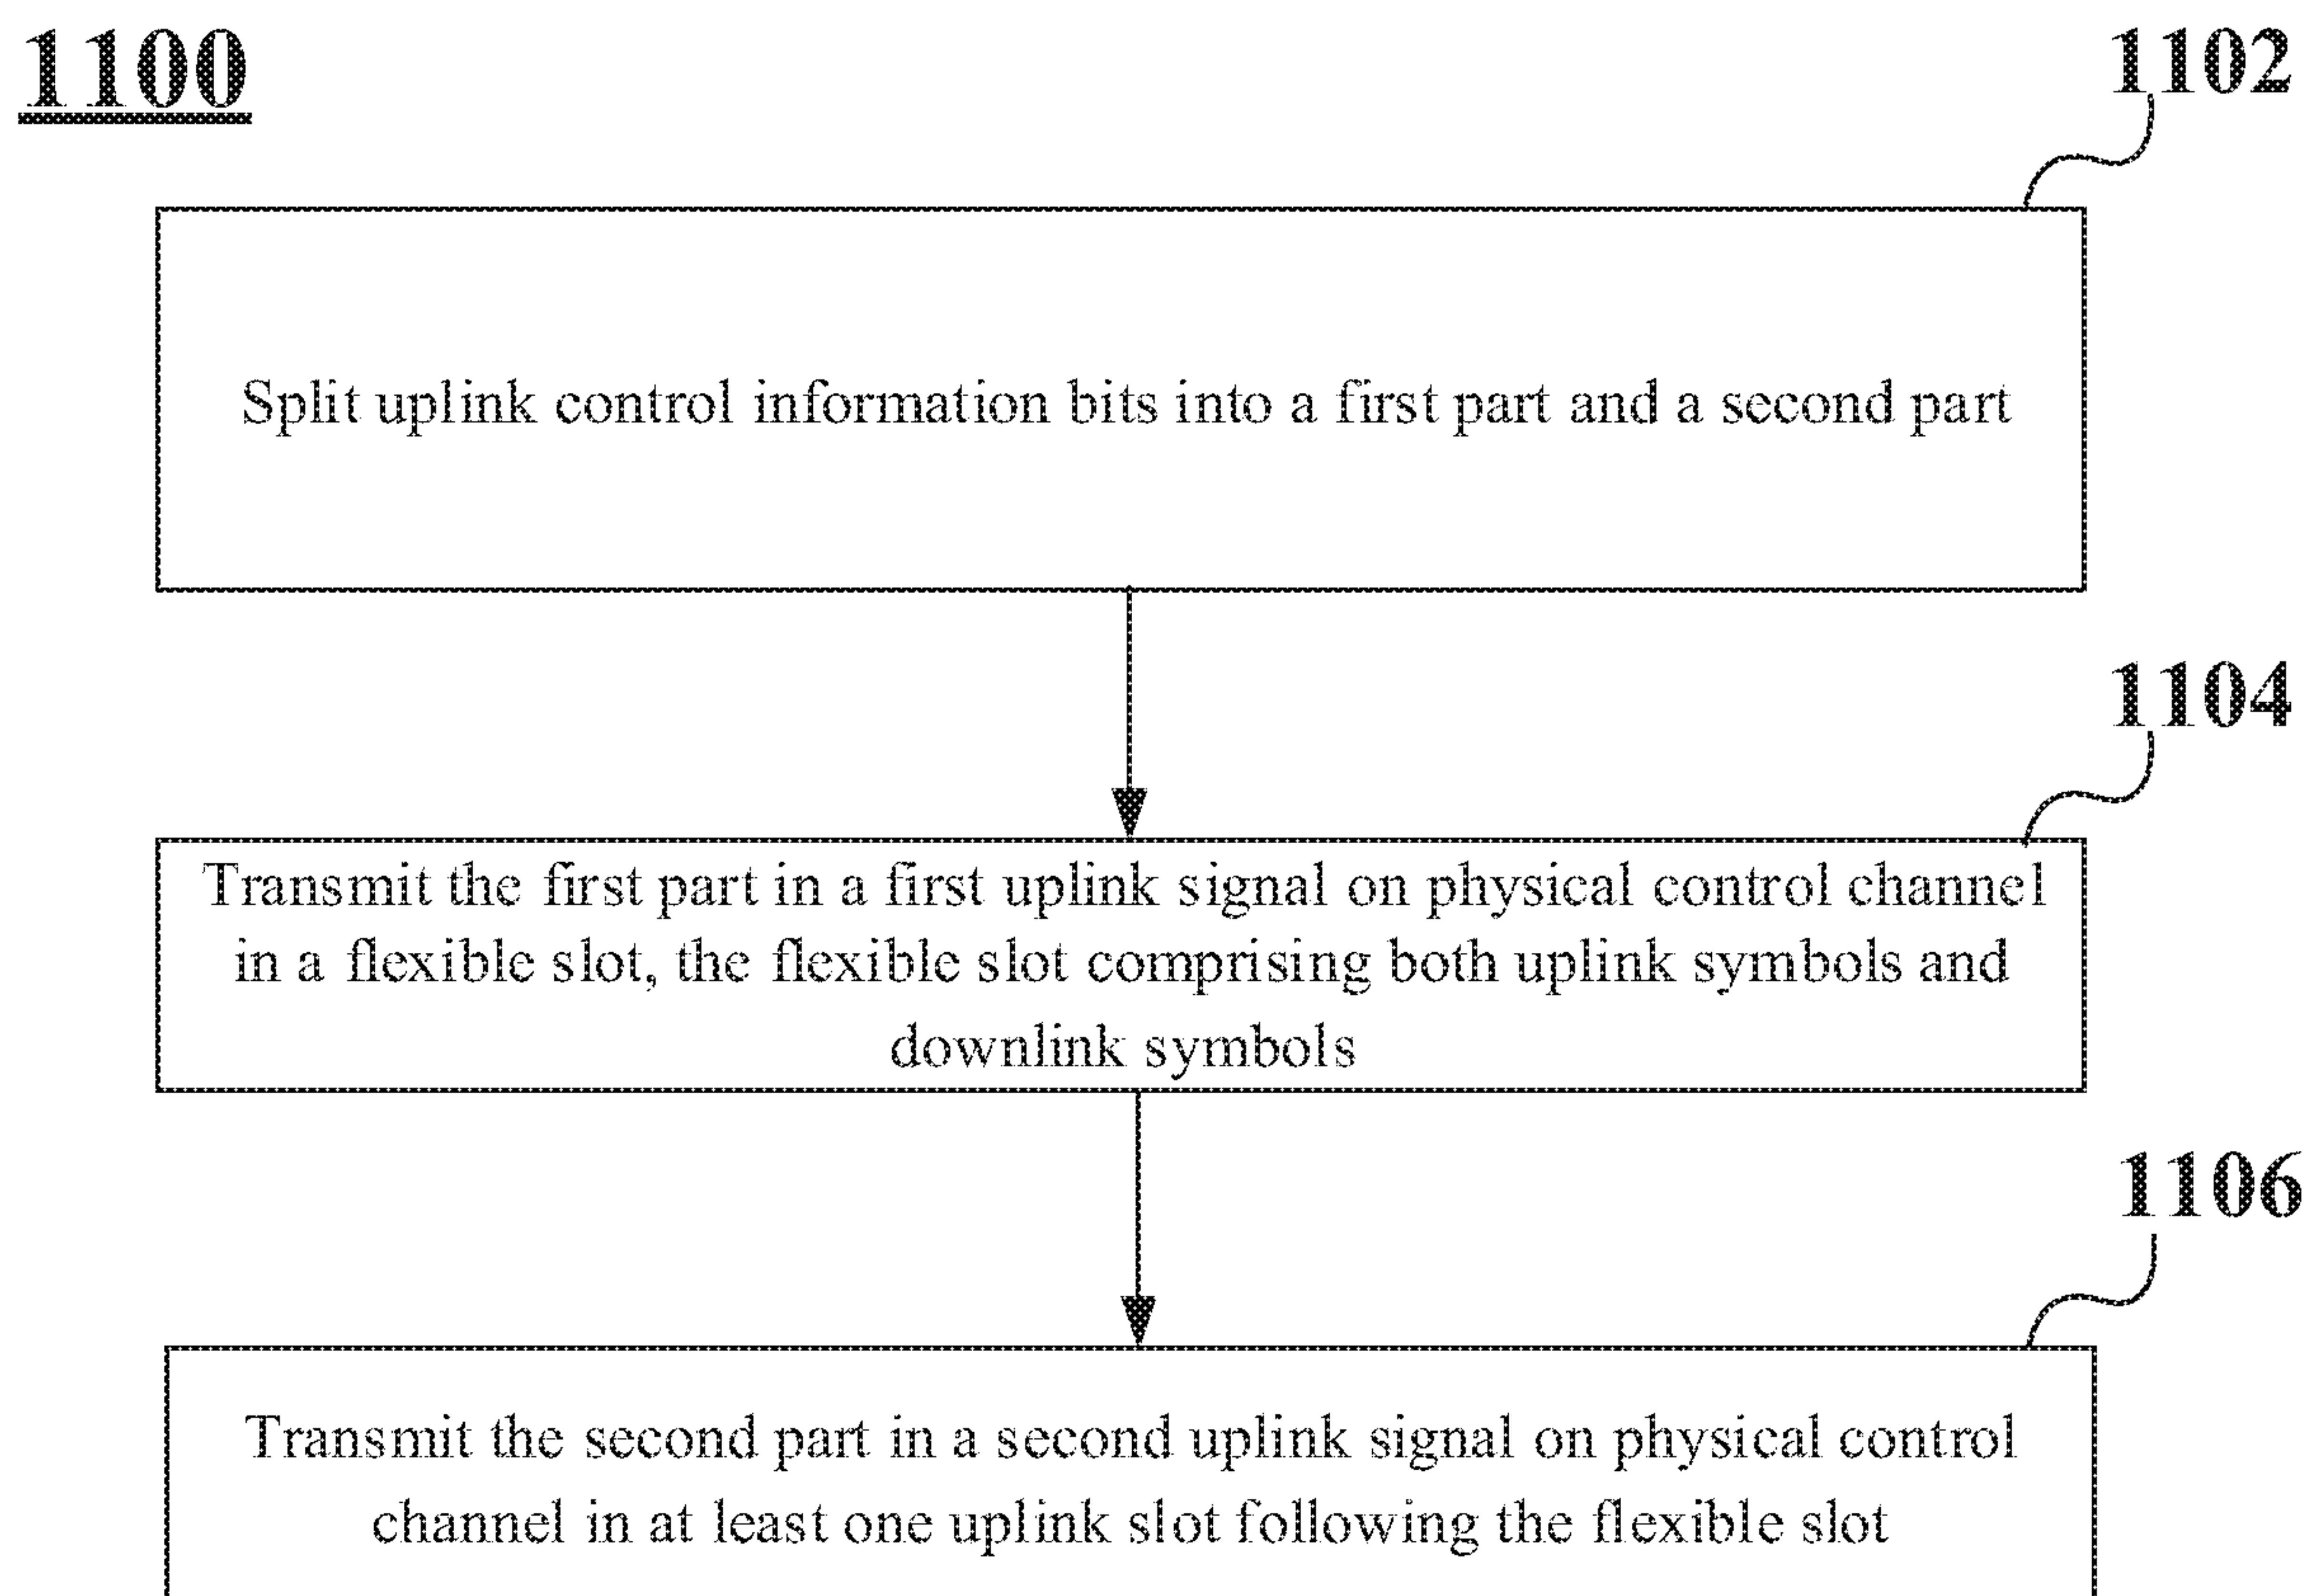 1100
1102
Split uplink control information bits into a first part and a second part
1104
Transmit the first part in a first uplink signal on physical control channel
in a flexible slot, the flexible slot comprising both uplink symbols and
downlink symbols
1106
Transmit the second part in a second uplink signal on physical control
channel in at least one uplink slot following the flexible slot